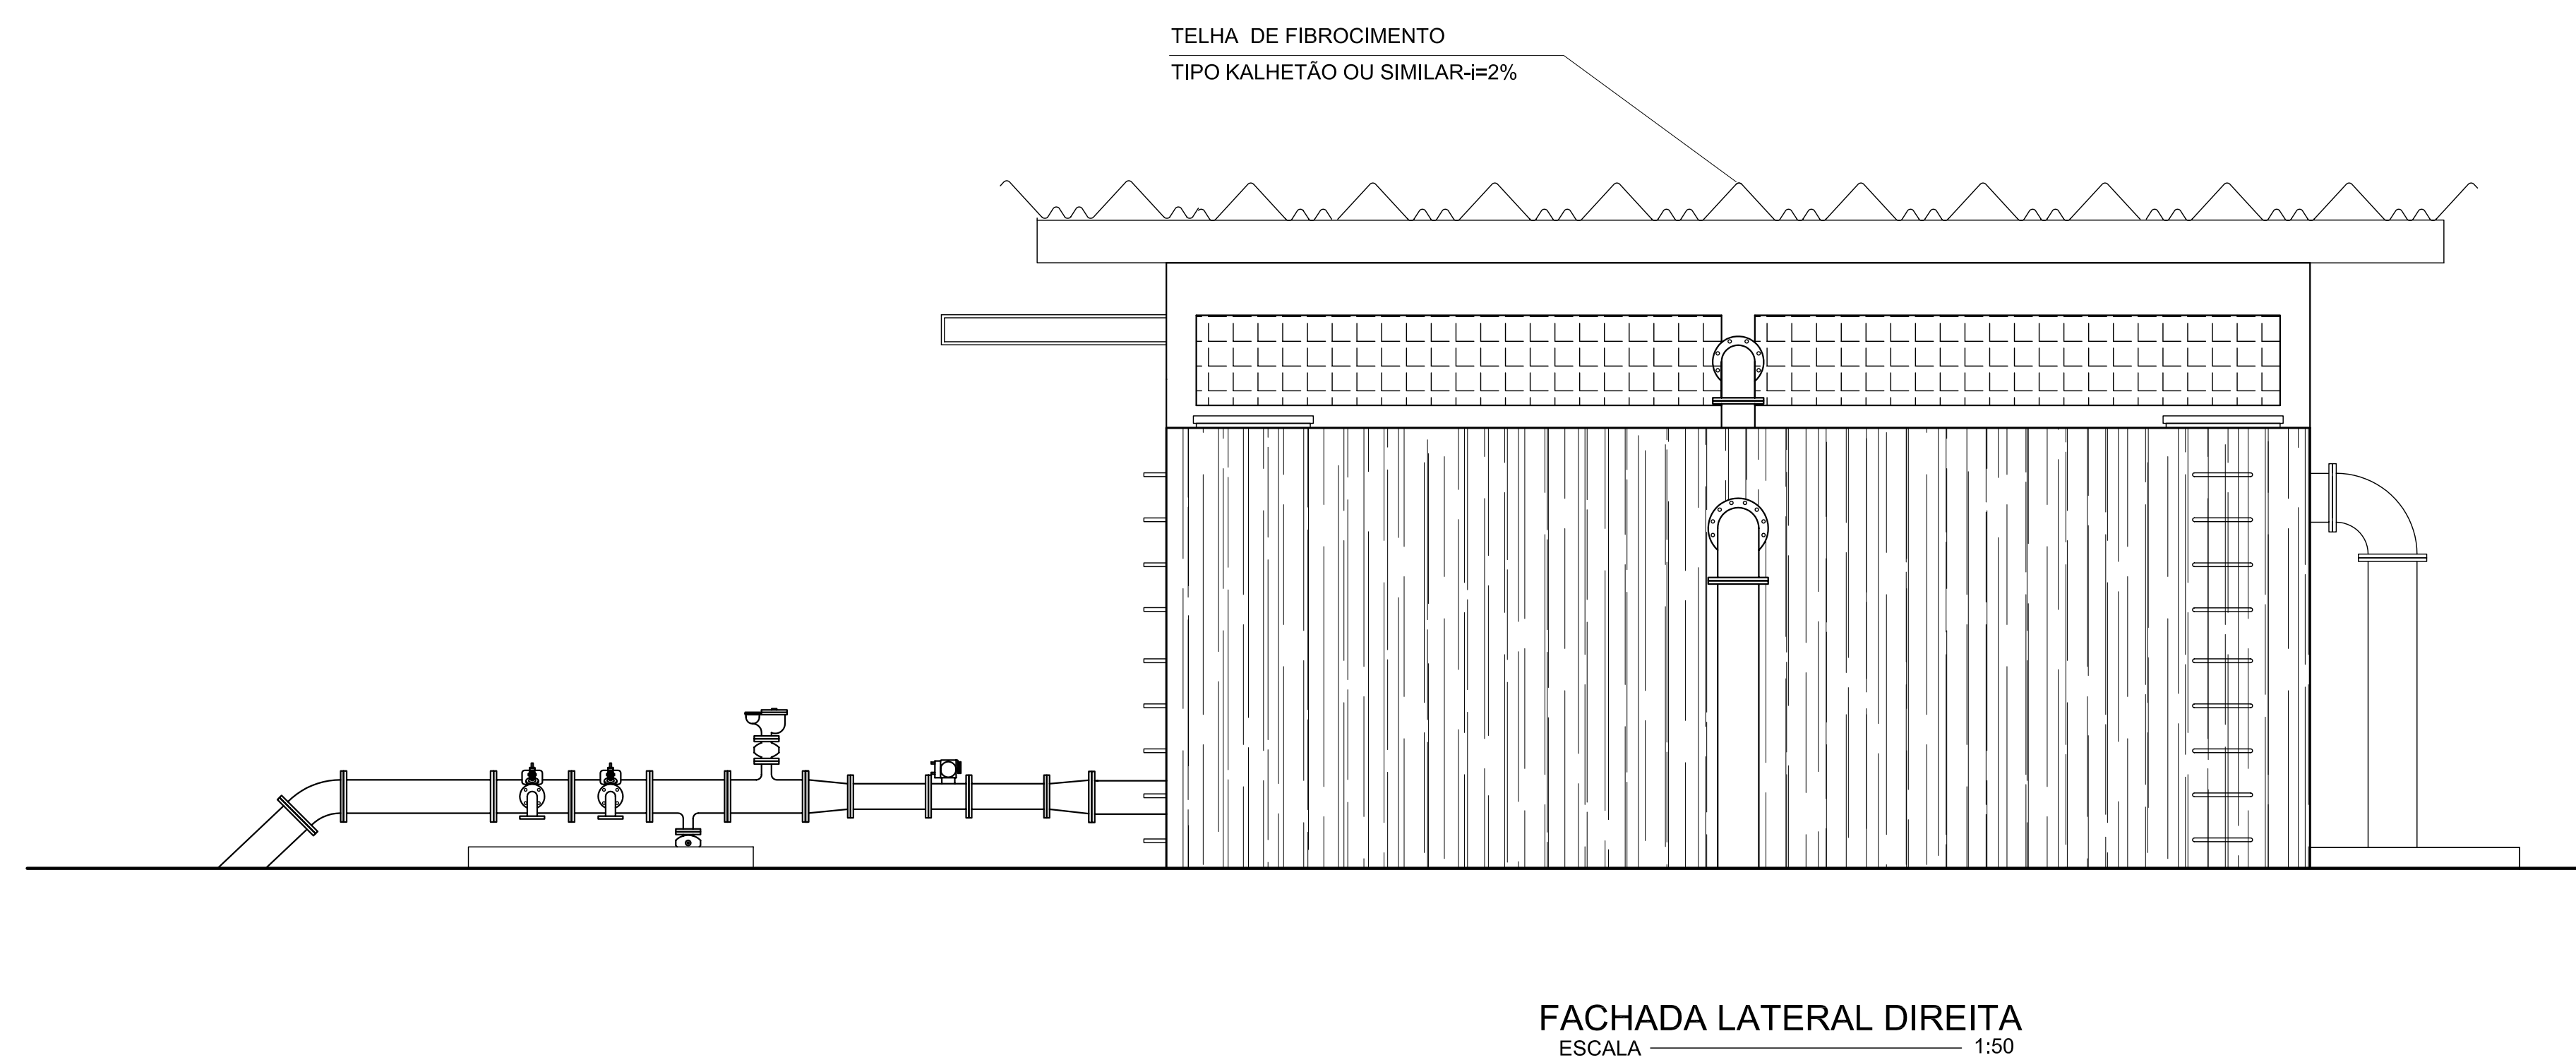 TELHA DE FIBROCIMENTO
TIPO KALHETÃO OU SIMILAR-i=2%
FACHADA LATERAL DIREITA
ESCALA 1:50